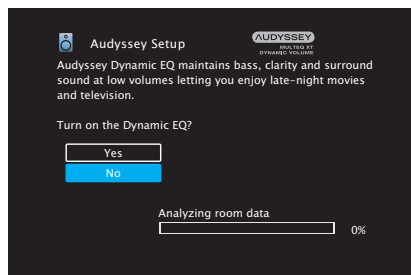 Audyssey Setup
AUDYSSEY
MULTEQ XT
DYNAMIC VOLUME
Audyssey Dynamic EQ maintains bass, clarity and surround
sound at low volumes letting you enjoy late-night movies
and television.
Turn on the Dynamic EQ?
Yes
No
Analyzing room data
0%